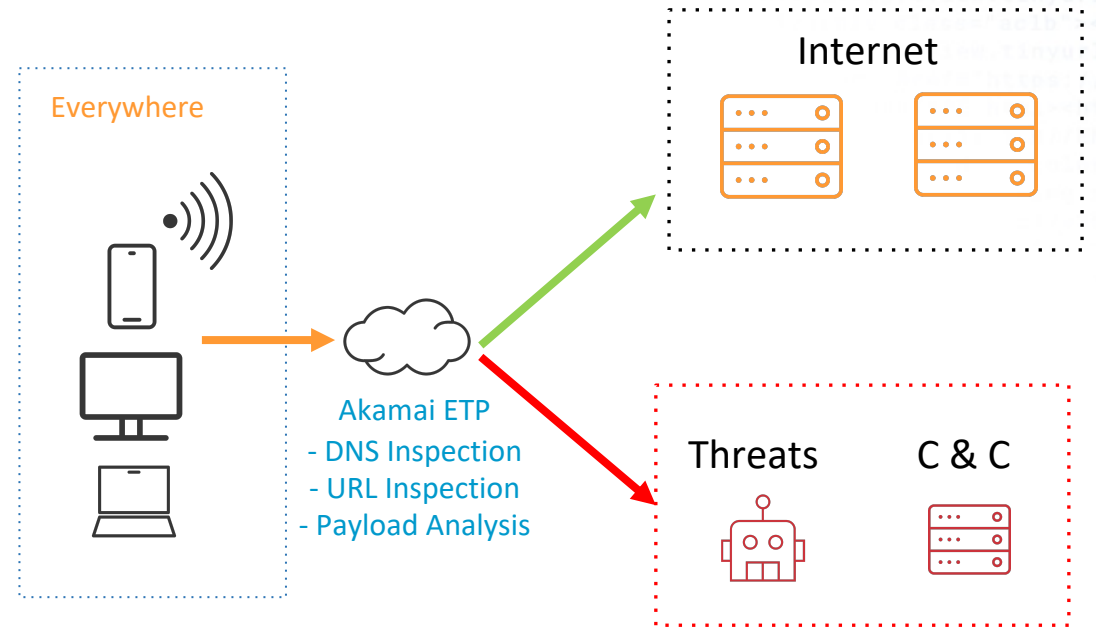 Everywhere
Internet
Akamai ETP
- DNS Inspection
- URL Inspection
- Payload Analysis
Threats
C & C